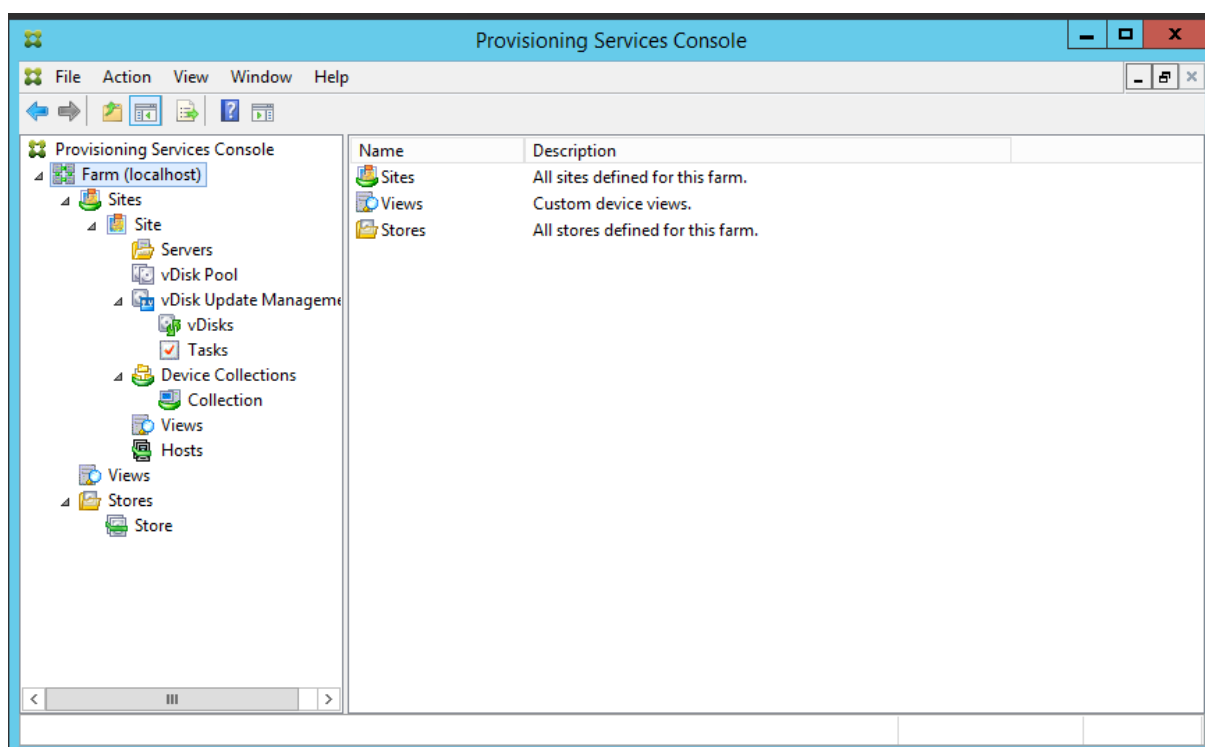 Provisioning Services Console
File Action View Window Help
Provisioning Services Console
Farm (localhost)
Sites
Site
Servers
vDisk Pool
vDisk Update Manageme
vDisks
Tasks
Device Collections
Collection
Views
Hosts
Views
Stores
Store
Name Description
Sites All sites defined for this farm.
Views Custom device views.
Stores All stores defined for this farm.